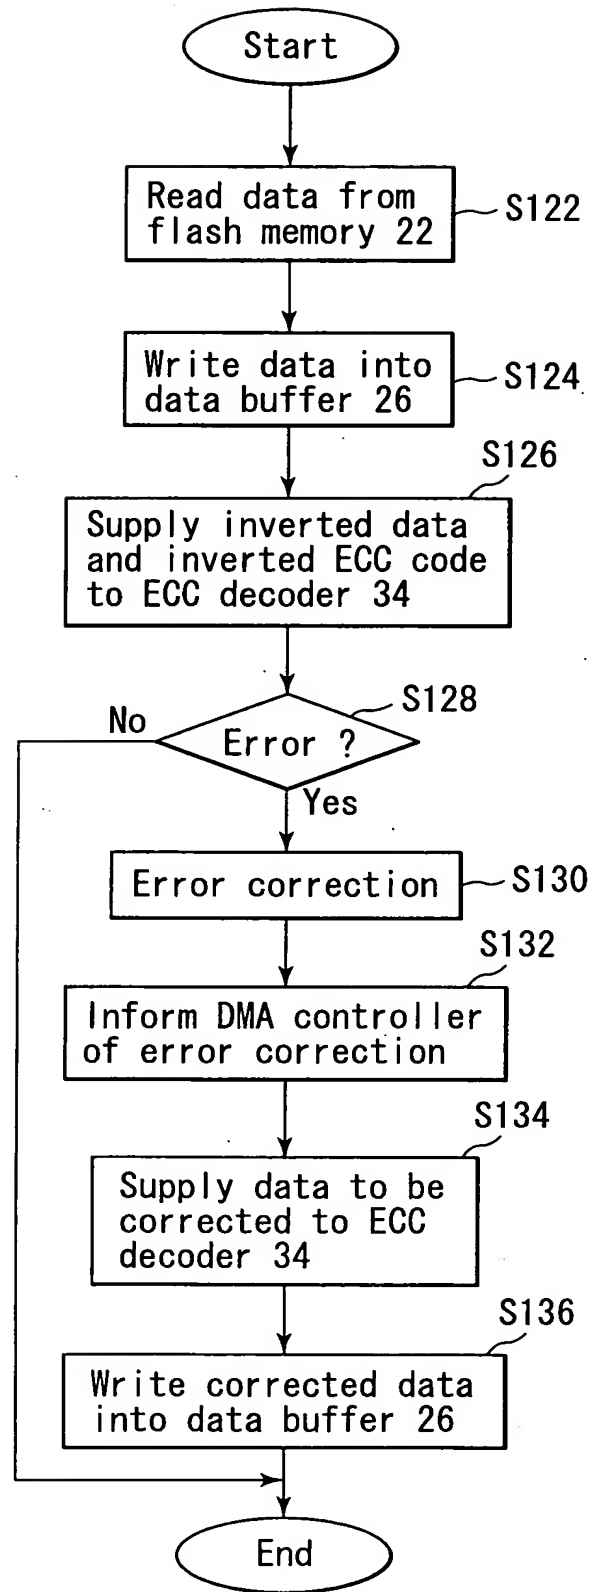 Start
Read data from
flash memory 22
S122
Write data into
data buffer 26
S124
S126
Supply inverted data
and inverted ECC code
to ECC decoder 34
S128
No
Error ?
Yes
Error correction
S130
S132
Inform DMA controller
of error correction
S134
Supply data to be
corrected to ECC
decoder 34
S136
Write corrected data
into data buffer 26
End